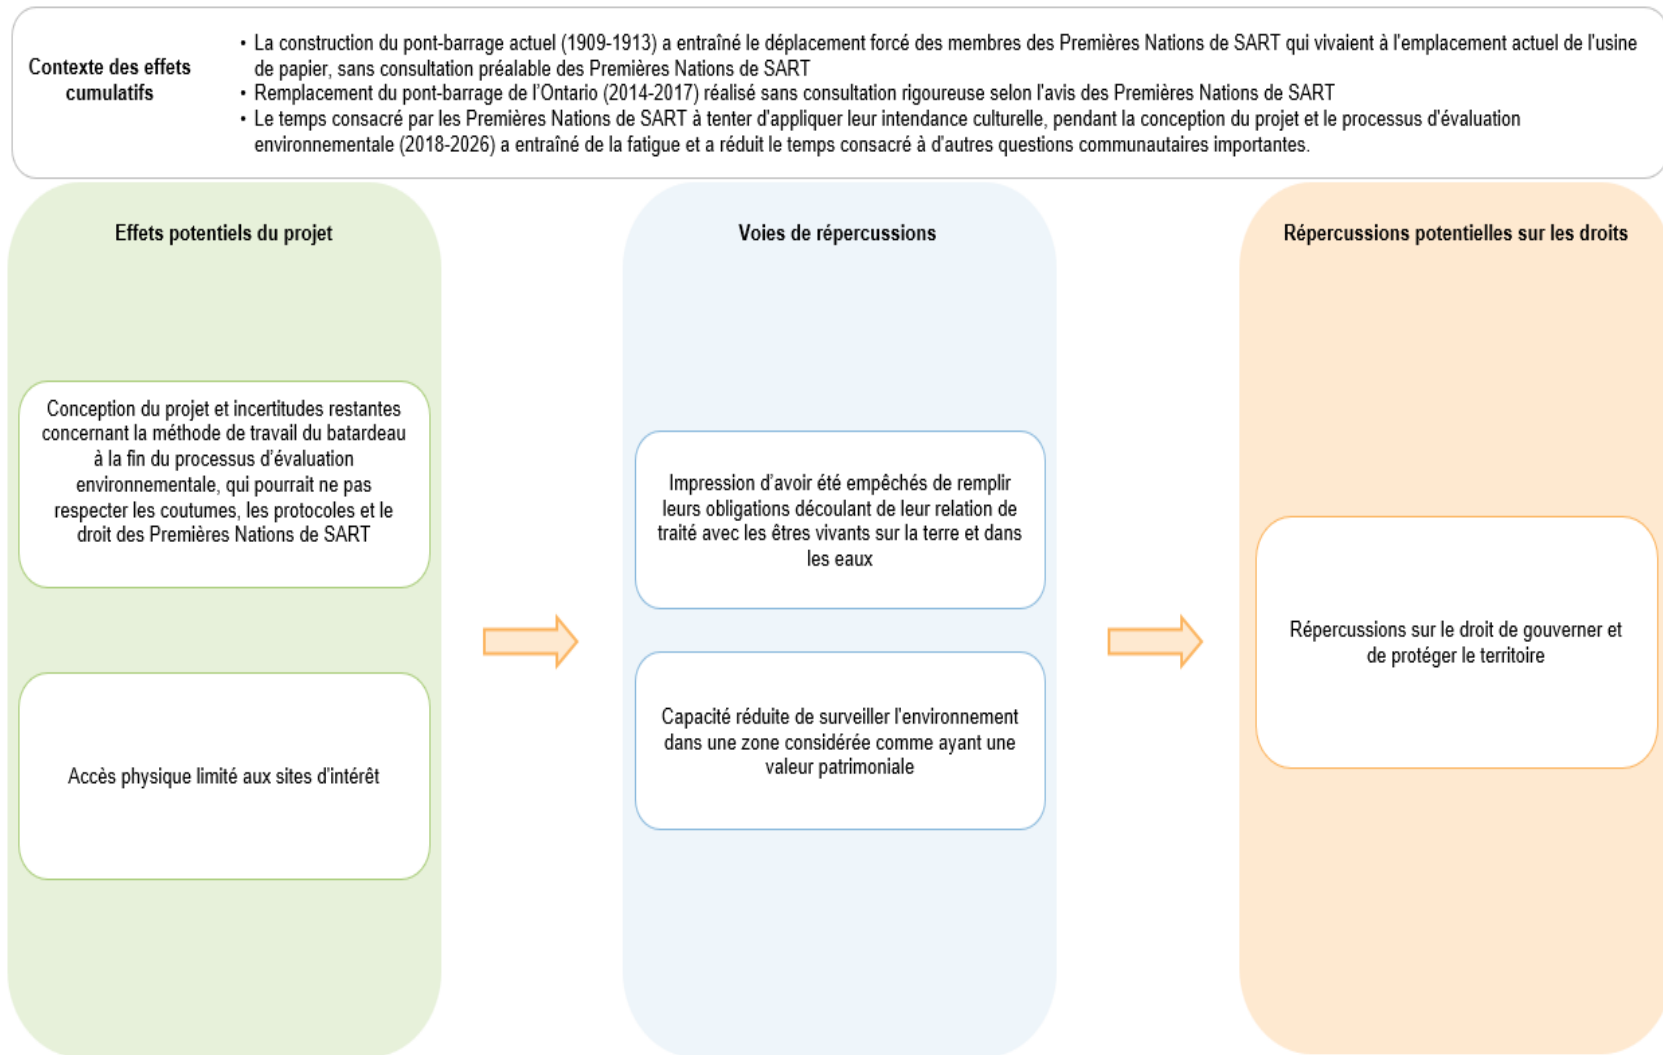 Contexte des effets
cumulatifs
• La construction du pont-barrage actuel (1909-1913) a entraîné le déplacement forcé des membres des Premières Nations de SART qui vivaient à l'emplacement actuel de l'usine
de papier, sans consultation préalable des Premières Nations de SART
• Remplacement du pont-barrage de l'Ontario (2014-2017) réalisé sans consultation rigoureuse selon l'avis des Premières Nations de SART
• Le temps consacré par les Premières Nations de SART à tenter d'appliquer leur intendance culturelle, pendant la conception du projet et le processus d'évaluation
environnementale (2018-2026) a entraîné de la fatigue et a réduit le temps consacré à d'autres questions communautaires importantes.
Effets potentiels du projet
Conception du projet et incertitudes restantes
concernant la méthode de travail du batardeau
à la fin du processus d'évaluation
environnementale, qui pourrait ne pas
respecter les coutumes, les protocoles et le
droit des Premières Nations de SART
Accès physique limité aux sites d'intérêt
Voies de répercussions
Impression d'avoir été empêchés de remplir
leurs obligations découlant de leur relation de
traité avec les êtres vivants sur la terre et dans
les eaux
Capacité réduite de surveiller l'environnement
dans une zone considérée comme ayant une
valeur patrimoniale
Répercussions potentielles sur les droits
Répercussions sur le droit de gouverner et
de protéger le territoire